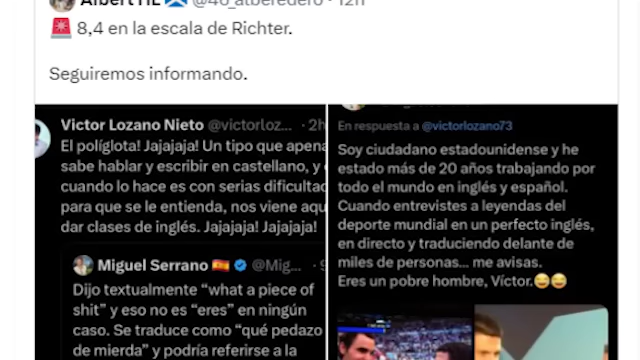 Albert HL @46_alberedero · 12h
🚨 8,4 en la escala de Richter.
Seguiremos informando.
Victor Lozano Nieto @victorloz... · 2h
El políglota! Jajajaja! Un tipo que apena
sabe hablar y escribir en castellano, y
cuando lo hace es con serias dificultad
para que se le entienda, nos viene aqu
dar clases de inglés. Jajajaja! Jajajaja!
Miguel Serrano 🇪🇸 @Mig...
Dijo textualmente “what a piece of
shit” y eso no es “eres” en ningún
caso. Se traduce como “qué pedazo
de mierda” y podría referirse a la
En respuesta a @victorlozano73
Soy ciudadano estadounidense y he
estado más de 20 años trabajando por
todo el mundo en inglés y español.
Cuando entrevistes a leyendas del
deporte mundial en un perfecto inglés,
en directo y traduciendo delante de
miles de personas... me avisas.
Eres un pobre hombre, Víctor.😅😅